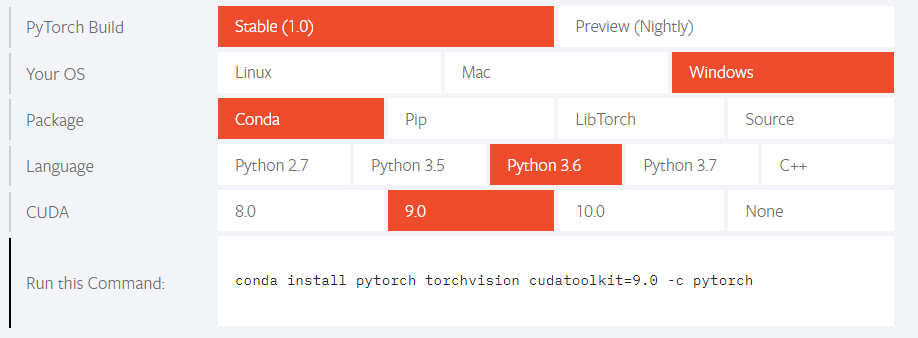 PyTorch Build Stable (1.0) Preview (Nightly)
Your OS Linux Mac Windows
Package Conda Pip LibTorch Source
Language Python 2.7 Python 3.5 Python 3.6 Python 3.7 C++
CUDA 8.0 9.0 10.0 None
Run this Command: conda install pytorch torchvision cudatoolkit=9.0 -c pytorch